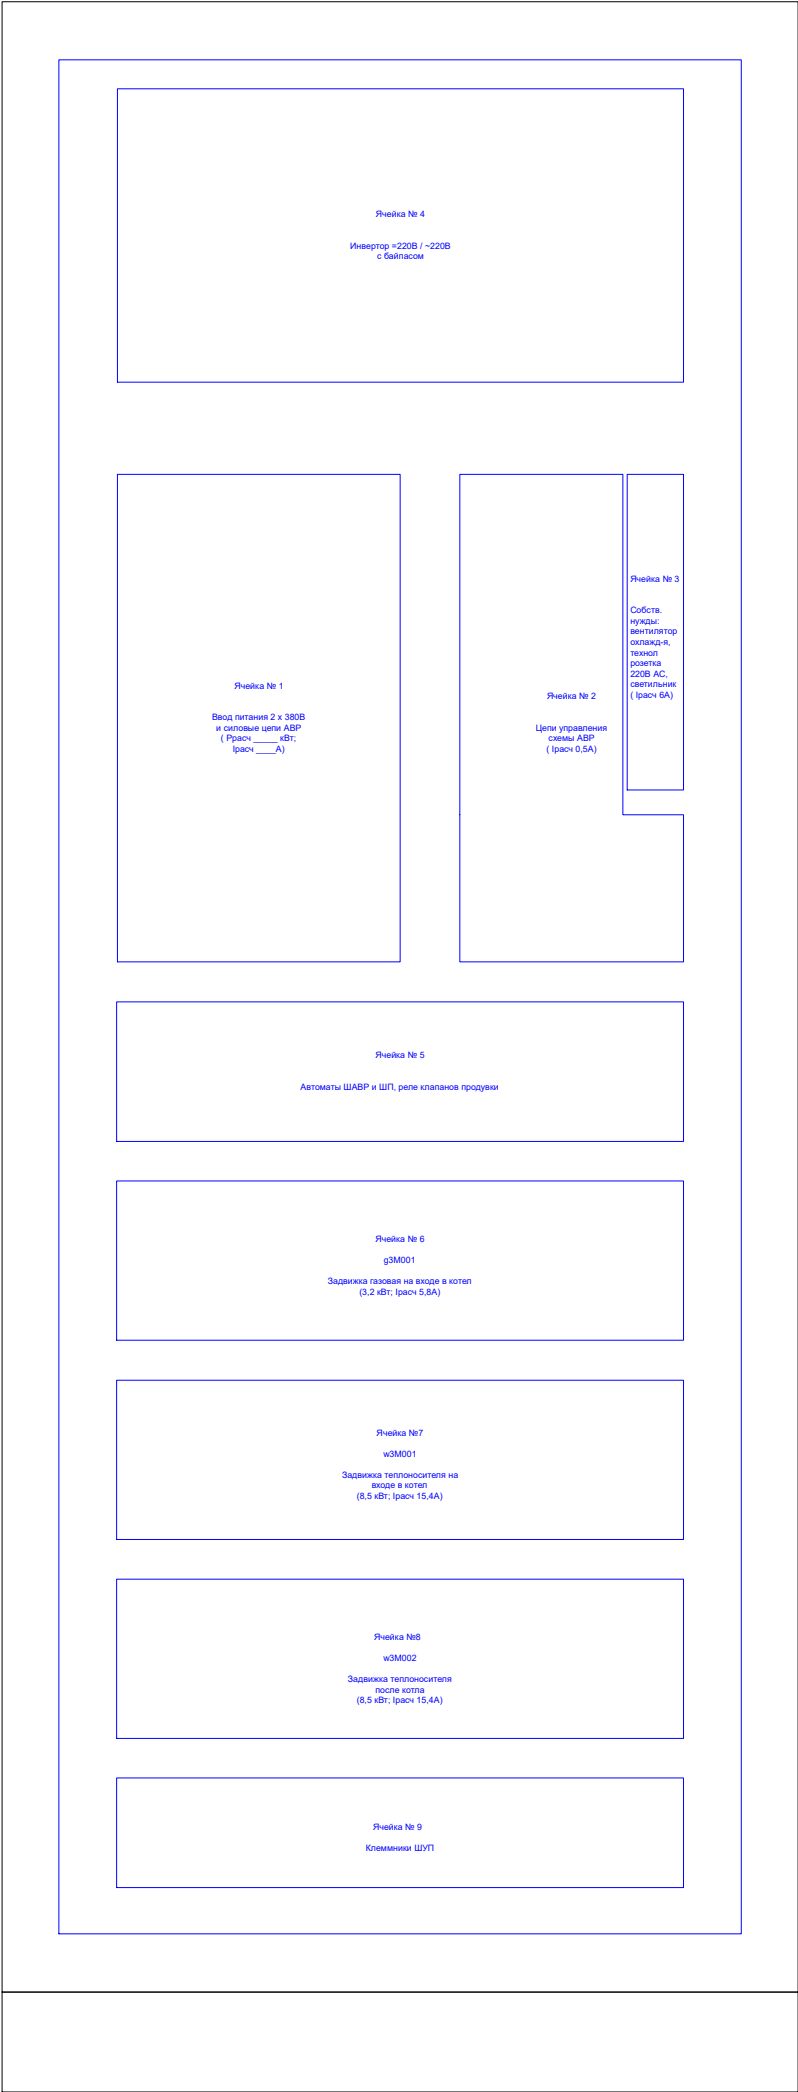 Ячейка № 4
Инвертор =220В / ~220В
с байпасом
Ячейка № 1
Ввод питания 2 х 380В
и силовые цепи АВР
( Ррасч _____ кВт;
Iрасч ____А)
Ячейка № 2
Цепи управления
схемы АВР
( Iрасч 0,5А)
Ячейка № 3
Собств.
нужды:
вентилятор
охлажд-я,
технол
розетка
220В АС,
светильник
( Iрасч 6А)
Ячейка № 5
Автоматы ШАВР и ШП, реле клапанов продувки
Ячейка № 6
g3M001
Задвижка газовая на входе в котел
(3,2 кВт; Iрасч 5,8А)
Ячейка №7
w3M001
Задвижка теплоносителя на
входе в котел
(8,5 кВт; Iрасч 15,4А)
Ячейка №8
w3M002
Задвижка теплоносителя
после котла
(8,5 кВт; Iрасч 15,4А)
Ячейка № 9
Клеммники ШУП